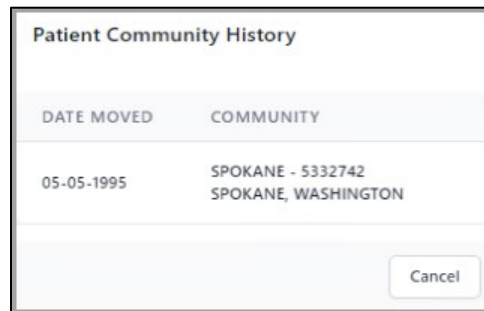 Patient Community History
DATE MOVED COMMUNITY
05-05-1995 SPOKANE - 5332742
SPOKANE, WASHINGTON
Cancel